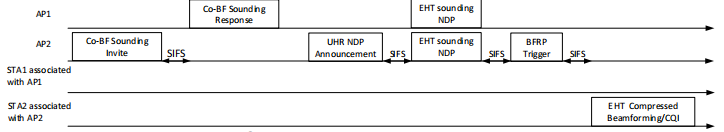 AP1
Co-BF Sounding
Response
EHT sounding
NDP
AP2
Co-BF Sounding
Invite
SIFS
UHR NDP
Announcement
SIFS
EHT sounding
NDP
SIFS
BFRP
Trigger
SIFS
STA1 associated
with AP1
STA2 associated
with AP2
EHT Compressed
Beamforming/CQI